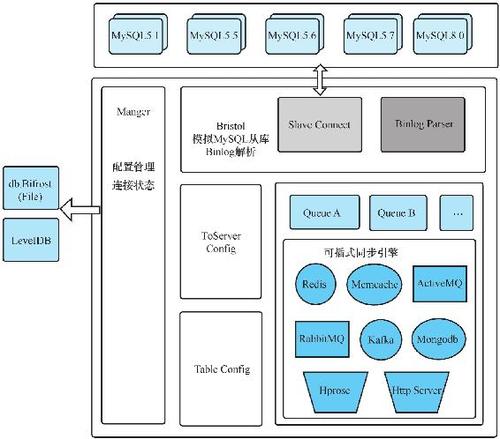 MySQL5.1
MySQL5.5
MySQL5.6
MySQL5.7
MySQL8.0
Manger
配置管理
连接状态
Bristol
模拟MySQL从库
Binlog解析
Slave Connect
Binlog Parser
db.Bifrost
(File)
LevelDB
ToServer
Config
Table Config
Queue A
Queue B
...
可插式同步引擎
Redis
Memcache
ActiveMQ
RabbitMQ
Kafka
Mongodb
Hprose
Http Server